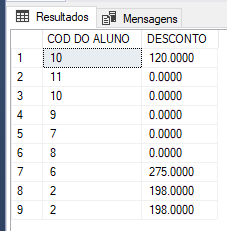 Resultados Mensagens
COD DO ALUNO DESCONTO
1 10 120.0000
2 11 0.0000
3 10 0.0000
4 9 0.0000
5 7 0.0000
6 8 0.0000
7 6 275.0000
8 2 198.0000
9 2 198.0000